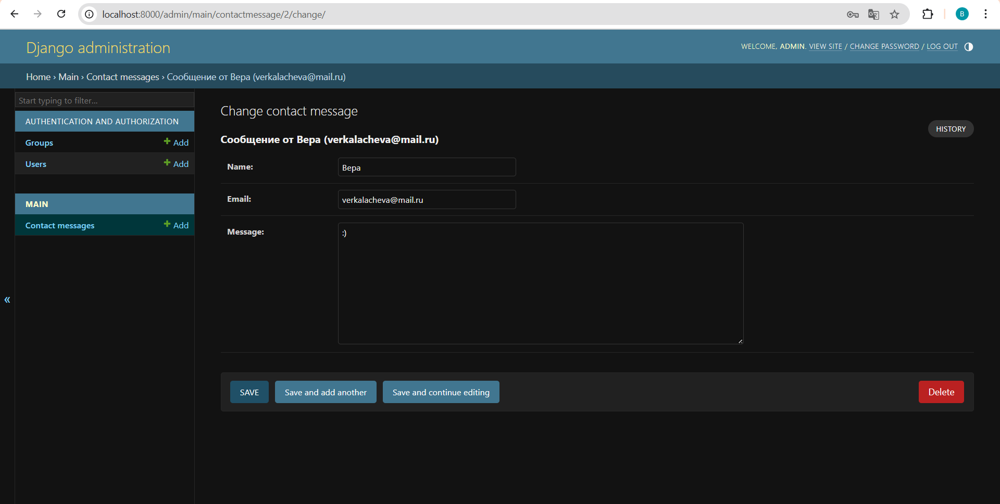 localhost:8000/admin/main/contactmessage/2/change/
B
Django administration
WELCOME, ADMIN. VIEW SITE / CHANGE PASSWORD / LOG OUT
Home › Main › Contact messages › Сообщение от Вера (verkalacheva@mail.ru)
Start typing to filter...
AUTHENTICATION AND AUTHORIZATION
Groups + Add
Users + Add
MAIN
Contact messages + Add
«
Change contact message
HISTORY
Сообщение от Вера (verkalacheva@mail.ru)
Name: Вера
Email: verkalacheva@mail.ru
Message: :)
SAVE Save and add another Save and continue editing Delete